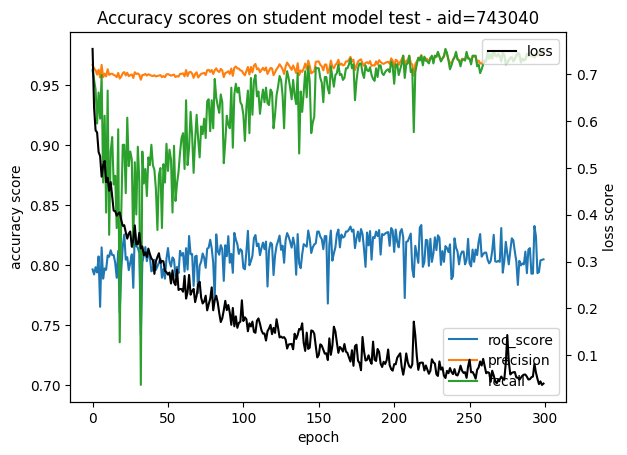 Accuracy scores on student model test - aid=743040
loss
accuracy score
loss score
0.95
0.90
0.85
0.80
0.75
0.70
0.7
0.6
0.5
0.4
0.3
0.2
0.1
roc_score
precision
recall
0
50
100
150
200
250
300
epoch